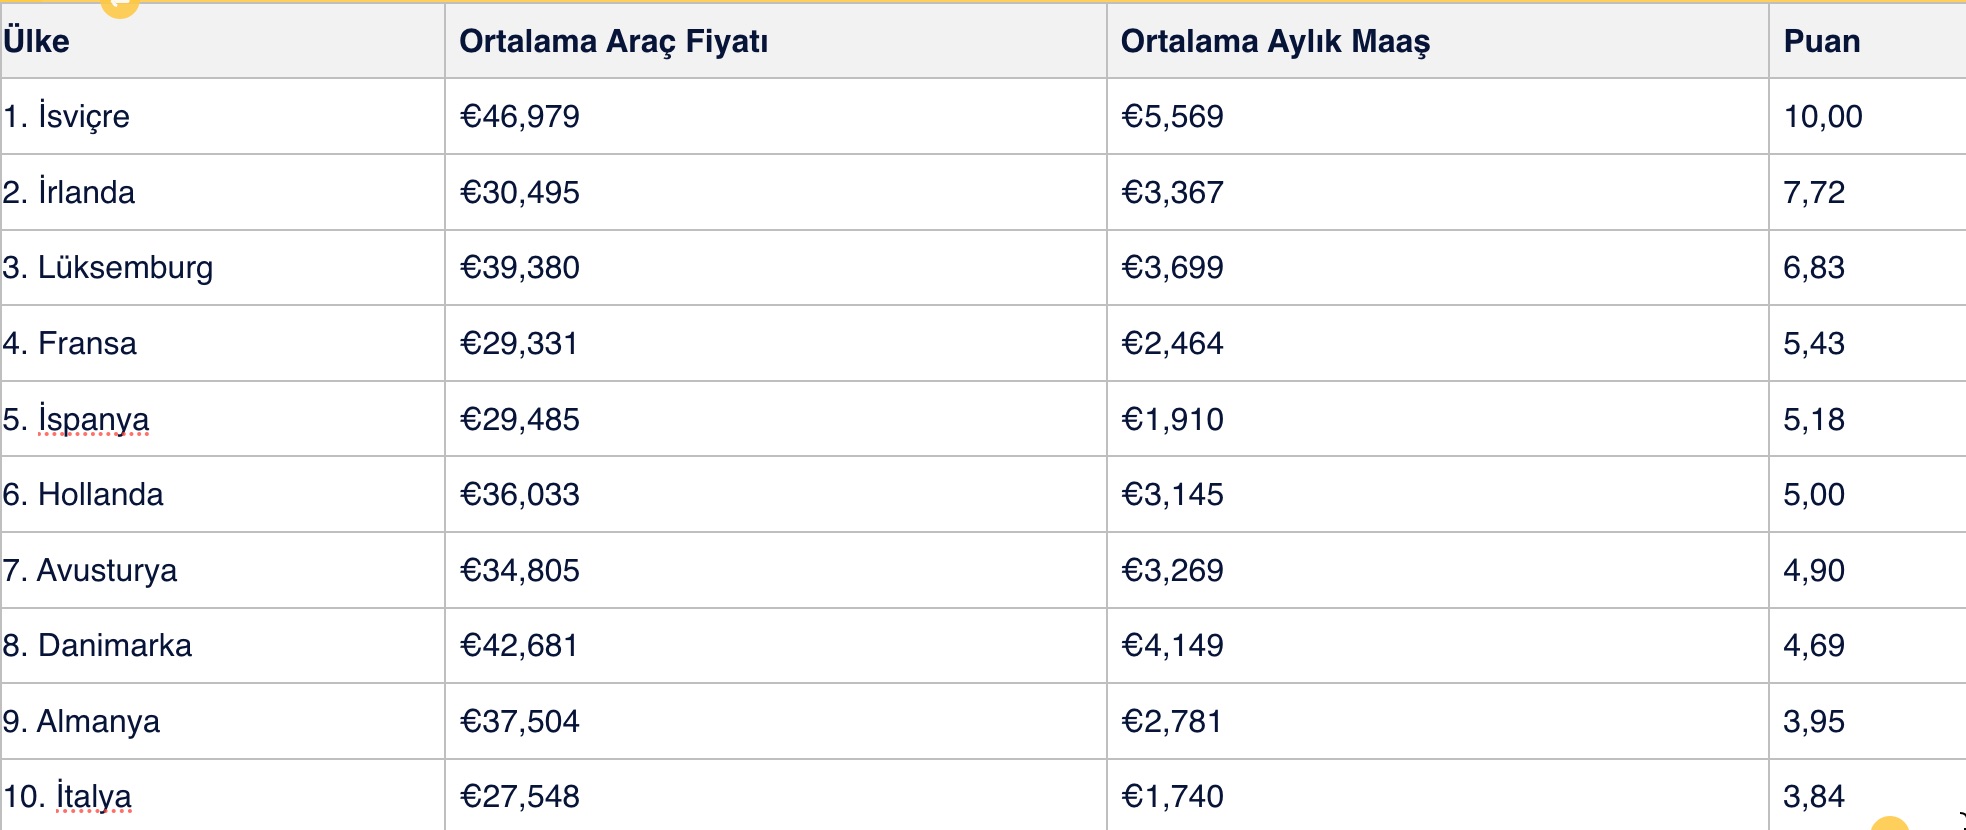 Ülke Ortalama Araç Fiyatı Ortalama Aylık Maaş Puan
1. İsviçre €46,979 €5,569 10,00
2. İrlanda €30,495 €3,367 7,72
3. Lüksemburg €39,380 €3,699 6,83
4. Fransa €29,331 €2,464 5,43
5. İspanya €29,485 €1,910 5,18
6. Hollanda €36,033 €3,145 5,00
7. Avusturya €34,805 €3,269 4,90
8. Danimarka €42,681 €4,149 4,69
9. Almanya €37,504 €2,781 3,95
10. İtalya €27,548 €1,740 3,84